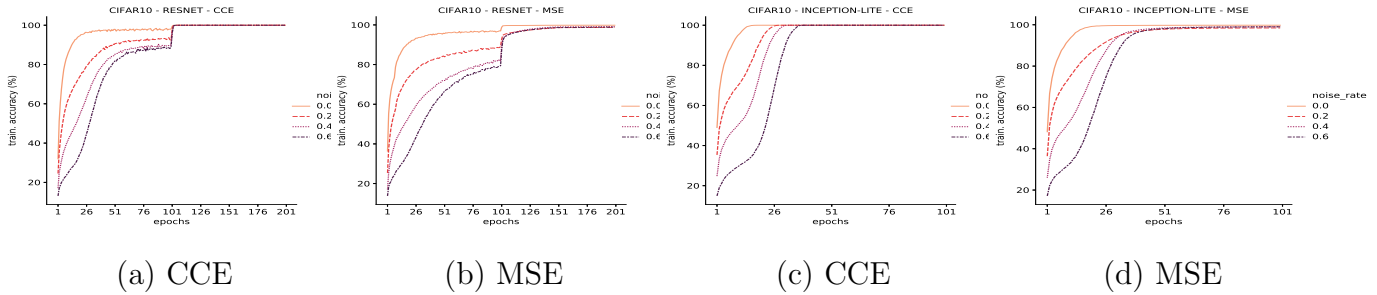 CIFAR10 - RESNET - CCE
train. accuracy (%)
100
80
60
40
20
1 26 51 76 101 126 151 176 201
epochs
noi
0.0
0.2
0.4
0.6
(a) CCE
CIFAR10 - RESNET - MSE
train. accuracy (%)
100
80
60
40
20
1 26 51 76 101 126 151 176 201
epochs
noi
0.0
0.2
0.4
0.6
(b) MSE
CIFAR10 - INCEPTION-LITE - CCE
train. accuracy (%)
100
80
60
40
20
1 26 51 76 101
epochs
no
0.0
0.2
0.4
0.6
(c) CCE
CIFAR10 - INCEPTION-LITE - MSE
train. accuracy (%)
100
80
60
40
20
1 26 51 76 101
epochs
noise_rate
0.0
0.2
0.4
0.6
(d) MSE